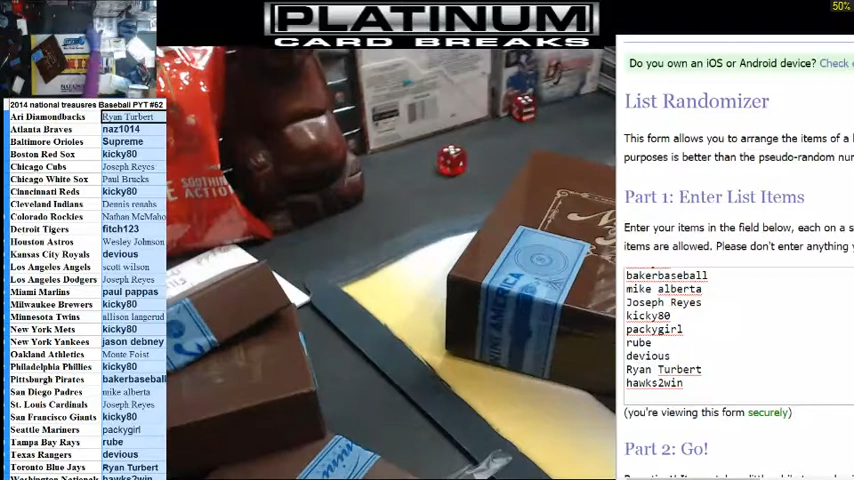 PLATINUM
CARD BREAKS
50%
2014 national treasures Baseball PYT #62
Ari Diamondbacks Ryan Turbert
Atlanta Braves naz1014
Baltimore Orioles Supreme
Boston Red Sox kicky80
Chicago Cubs Joseph Reyes
Chicago White Sox Paul Brucks
Cincinnati Reds kicky80
Cleveland Indians Dennis renahs
Colorado Rockies Nathan McMaho
Detroit Tigers fitch123
Houston Astros Wesley Johnson
Kansas City Royals devious
Los Angeles Angels scott wilson
Los Angeles Dodgers Joseph Reyes
Miami Marlins paul pappas
Milwaukee Brewers kicky80
Minnesota Twins allison langerud
New York Mets kicky80
New York Yankees jason debney
Oakland Athletics Monte Foist
Philadelphia Phillies kicky80
Pittsburgh Pirates bakerbaseball
San Diego Padres mike alberta
St. Louis Cardinals Joseph Reyes
San Francisco Giants kicky80
Seattle Mariners packygirl
Tampa Bay Rays rube
Texas Rangers devious
Toronto Blue Jays Ryan Turbert
Washington Nationals hawks2win
SOOTHIN
ACTION
MINI AMERICA
mini
Do you own an iOS or Android device? Check
List Randomizer
This form allows you to arrange the items of a
purposes is better than the pseudo-random nu
Part 1: Enter List Items
Enter your items in the field below, each on a s
items are allowed. Please don't enter anything
bakerbaseball
mike alberta
Joseph Reyes
kicky80
packygirl
rube
devious
Ryan Turbert
hawks2win
(you're viewing this form securely)
Part 2: Go!